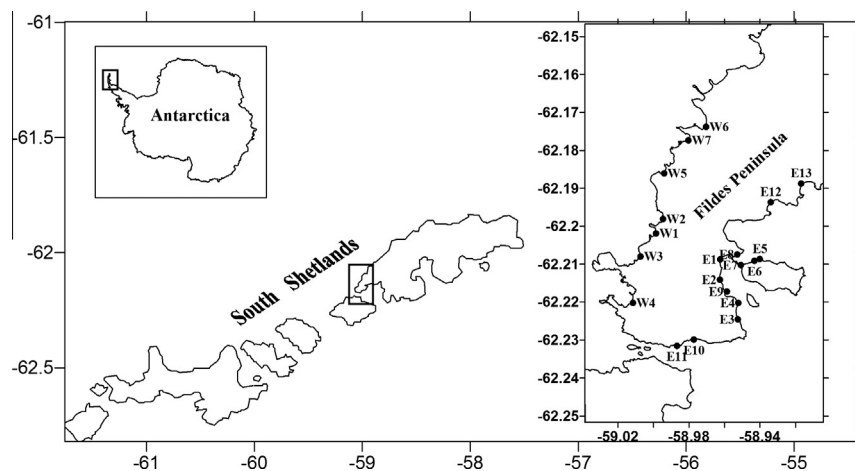 -61
-61.5
-62
-62.5
-61
-60
-59
-58
-57
-56
-55
Antarctica
South Shetlands
-62.15
-62.16
-62.17
-62.18
-62.19
-62.2
-62.21
-62.22
-62.23
-62.24
-62.25
-59.02
-58.98
-58.94
Fildes Peninsula
W6
W7
W5
W2
W1
W3
W4
E13
E12
E8
E5
E1
E7
E6
E2
E9
E4
E3
E10
E11